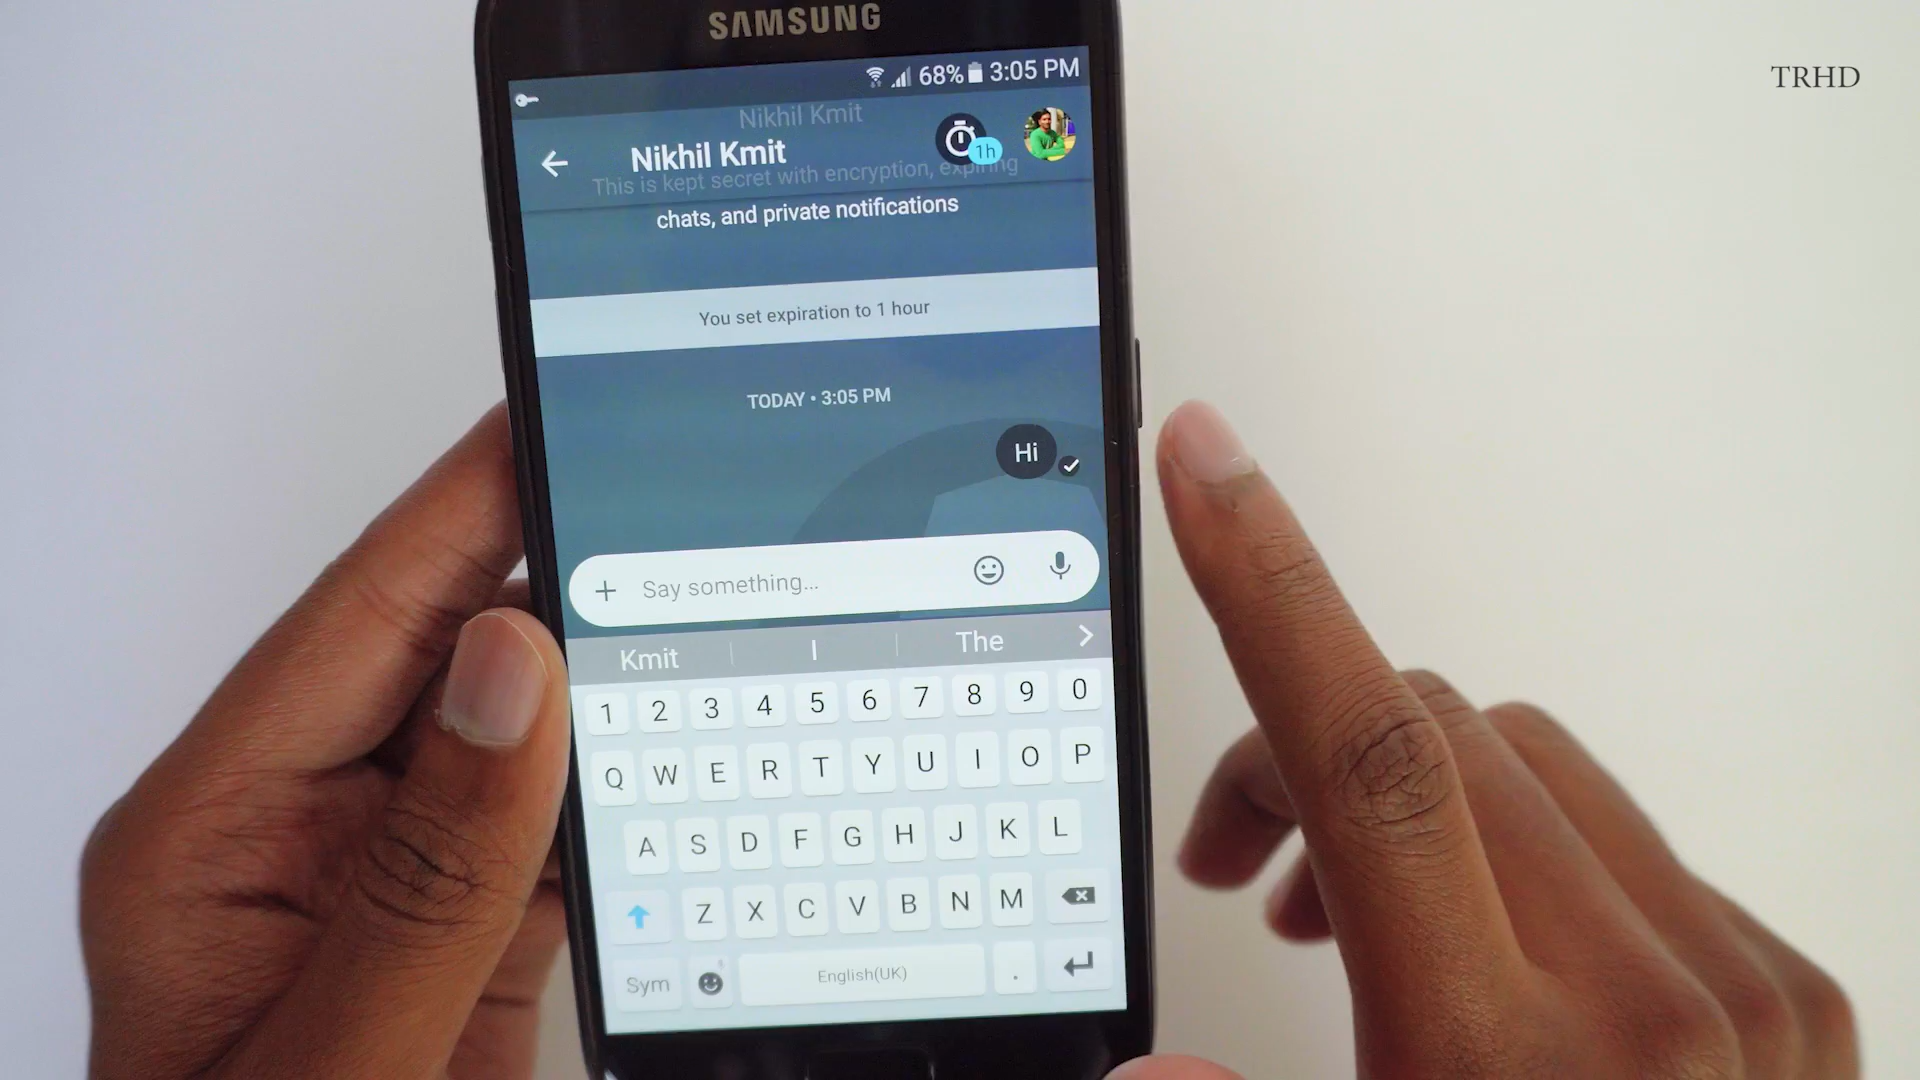 SAMSUNG
TRHD
68% 3:05 PM
Nikhil Kmit
Nikhil Kmit
1h
This is kept secret with encryption, expiring
chats, and private notifications
You set expiration to 1 hour
TODAY • 3:05 PM
Hi
Say something...
Kmit I The
1 2 3 4 5 6 7 8 9 0
Q W E R T Y U I O P
A S D F G H J K L
Z X C V B N M
Sym English(UK) .